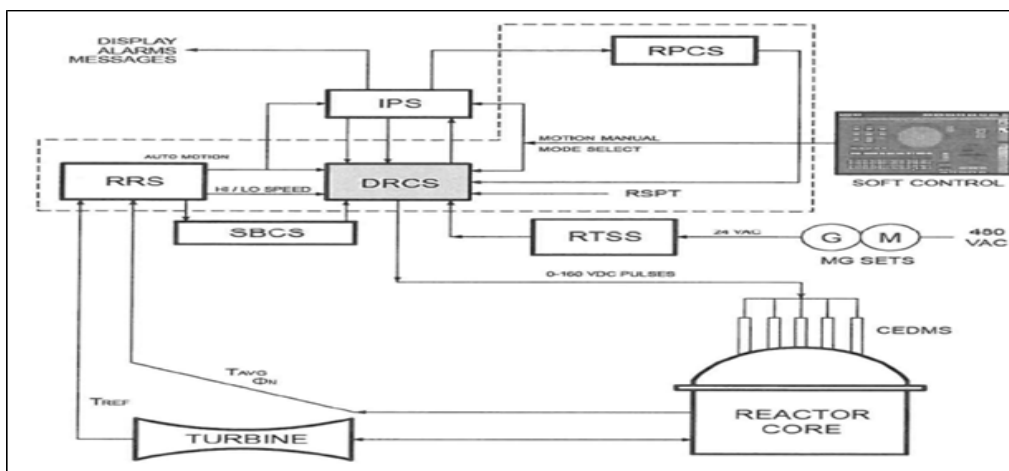 DISPLAY
ALARMS
MESSAGES
RPCS
IPS
MOTION MANUAL
MODE SELECT
SOFT CONTROL
AUTO MOTION
RRS
HI / LO SPEED
DRCS
RSPT
SBCS
RTSS
24 VAC
G
M
480
VAC
MG SETS
0-160 VDC PULSES
CEDMS
TAVG
ΦN
TREF
TURBINE
REACTOR
CORE